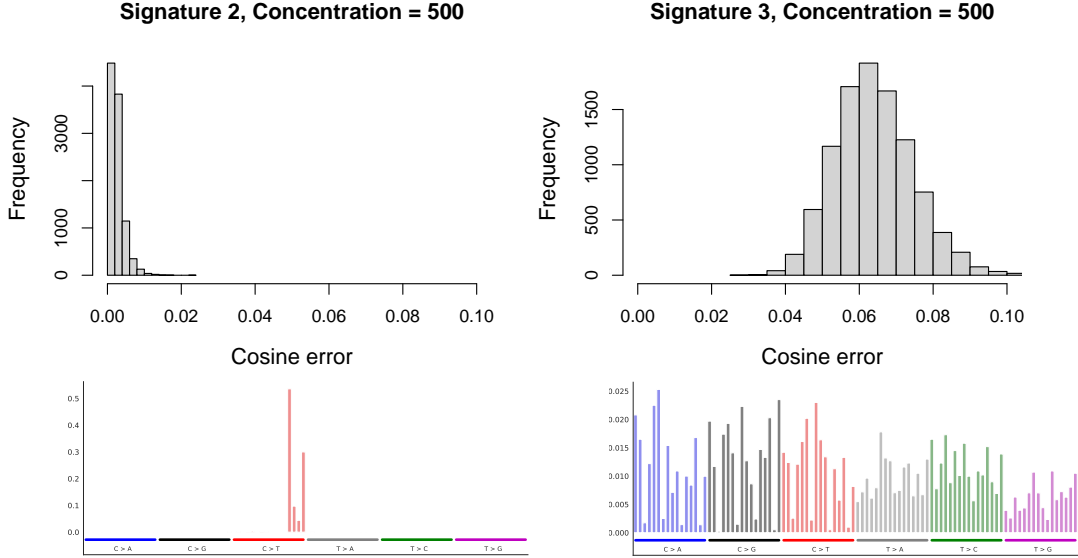 Signature 2, Concentration = 500
Frequency
0
1000
3000
0.00 0.02 0.04 0.06 0.08 0.10
Cosine error
0.5
0.4
0.3
0.2
0.1
0.0
C > A C > G C > T T > A T > C T > G
Signature 3, Concentration = 500
Frequency
0
500
1000
1500
0.00 0.02 0.04 0.06 0.08 0.10
Cosine error
0.025
0.020
0.015
0.010
0.005
0.000
C > A C > G C > T T > A T > C T > G